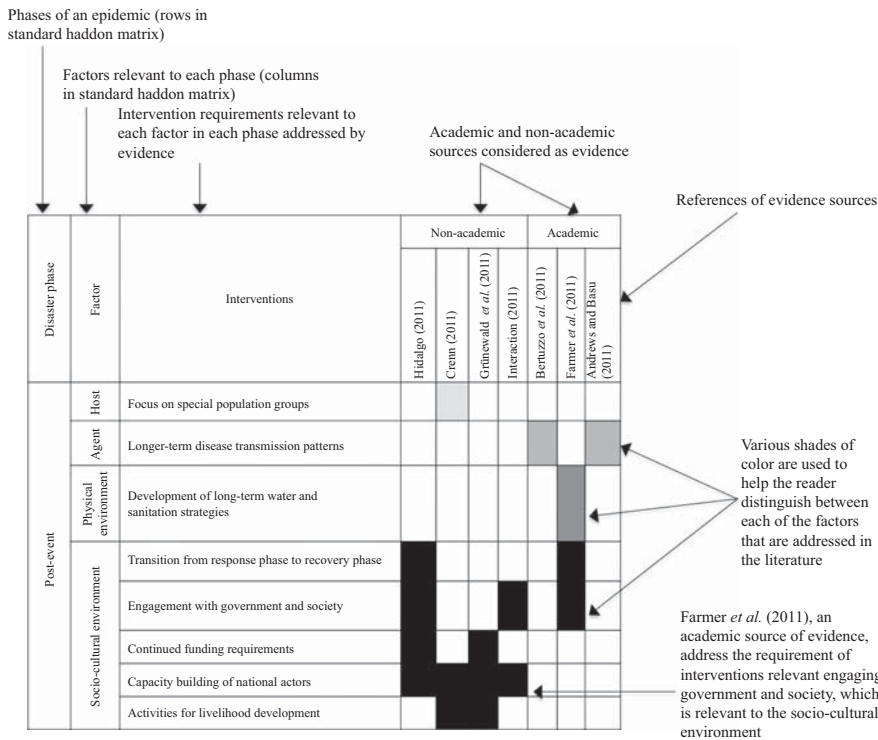 Phases of an epidemic (rows in
standard haddon matrix)
Factors relevant to each phase (columns
in standard haddon matrix)
Intervention requirements relevant to
each factor in each phase addressed by
evidence
Academic and non-academic
sources considered as evidence
References of evidence sources
Disaster phase
Factor
Interventions
Non-academic
Academic
Hidalgo (2011)
Crenn (2011)
Grünewald et al. (2011)
Interaction (2011)
Bertuzzo et al. (2011)
Farmer et al. (2011)
Andrews and Basu
(2011)
Post-event
Host
Focus on special population groups
Agent
Longer-term disease transmission patterns
Physical
environment
Development of long-term water and
sanitation strategies
Socio-cultural environment
Transition from response phase to recovery phase
Engagement with government and society
Continued funding requirements
Capacity building of national actors
Activities for livelihood development
Various shades of
color are used to
help the reader
distinguish between
each of the factors
that are addressed in
the literature
Farmer et al. (2011), an
academic source of evidence,
address the requirement of
interventions relevant engaging
government and society, which
is relevant to the socio-cultural
environment